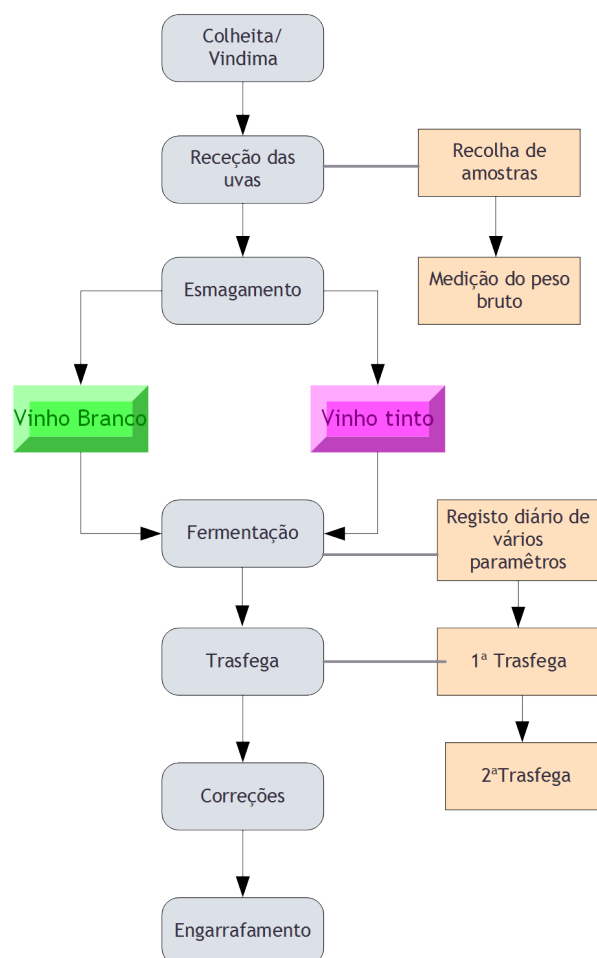 Colheita/
Vindima
Receção das
uvas
Recolha de
amostras
Esmagamento
Medição do peso
bruto
Vinho Branco
Vinho tinto
Fermentação
Registo diário de
vários
paramêtros
Trasfega
1ª Trasfega
2ªTrasfega
Correções
Engarrafamento